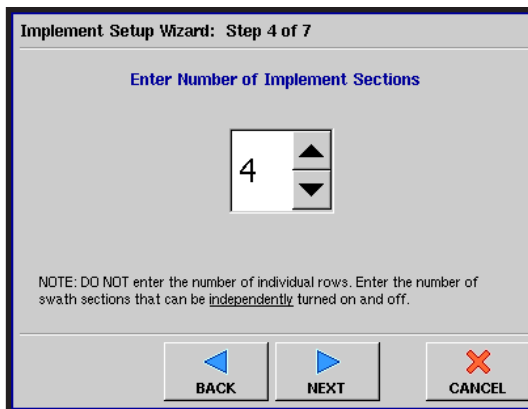 Implement Setup Wizard: Step 4 of 7
Enter Number of Implement Sections
4
NOTE: DO NOT enter the number of individual rows. Enter the number of
swath sections that can be independently turned on and off.
BACK NEXT CANCEL